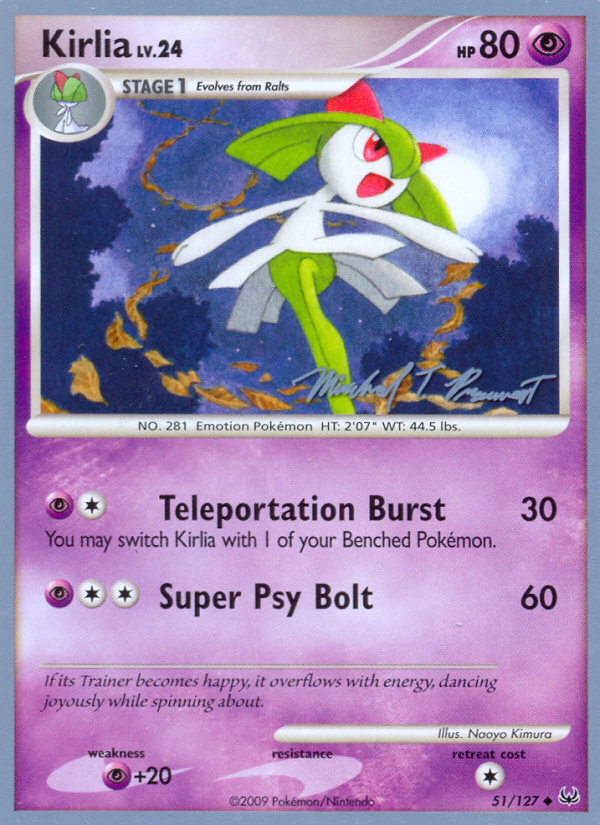 Kirlia LV.24 HP 80
STAGE 1 Evolves from Ralts
Michael T Pramawat
NO. 281 Emotion Pokémon HT: 2'07" WT: 44.5 lbs.
Teleportation Burst 30
You may switch Kirlia with 1 of your Benched Pokémon.
Super Psy Bolt 60
If its Trainer becomes happy, it overflows with energy, dancing
joyously while spinning about.
Illus. Naoyo Kimura
weakness resistance retreat cost
+20
©2009 Pokémon/Nintendo 51/127